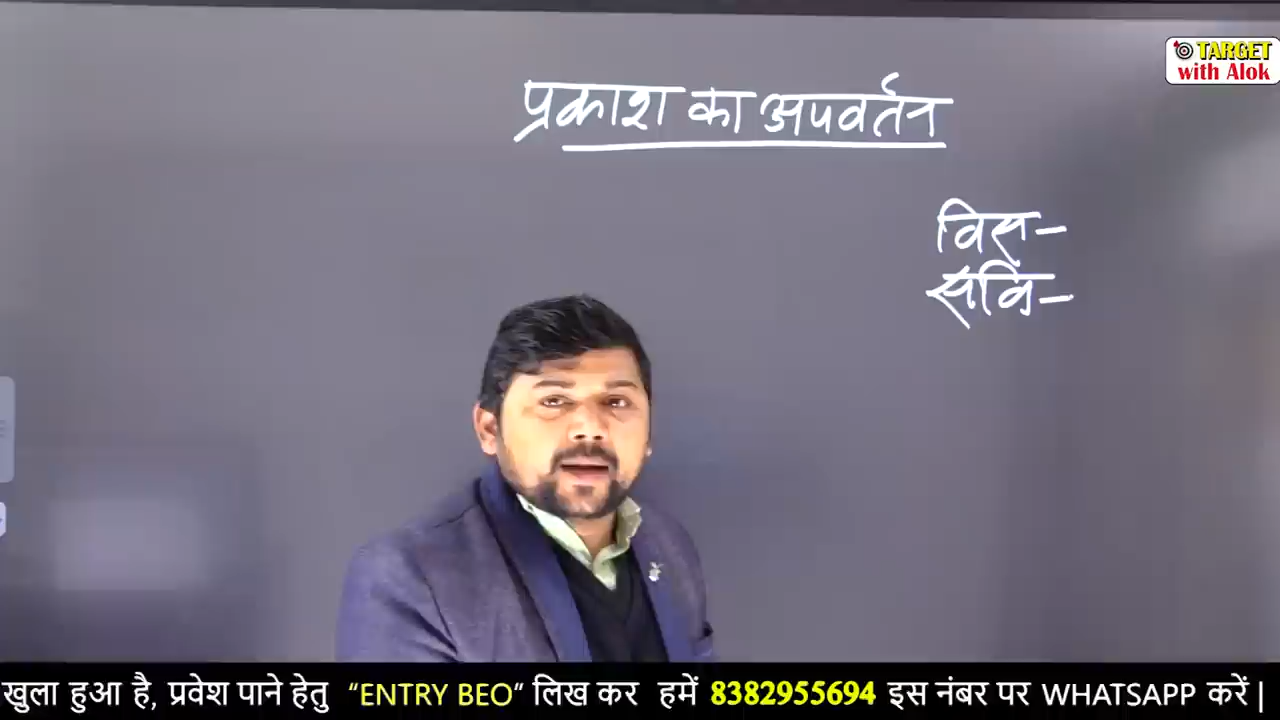 TARGET
with Alok
प्रकाश का अपवर्तन
विस-
सवि-
खुला हुआ है, प्रवेश पाने हेतु “ENTRY BEO” लिख कर हमें 8382955694 इस नंबर पर WHATSAPP करें |